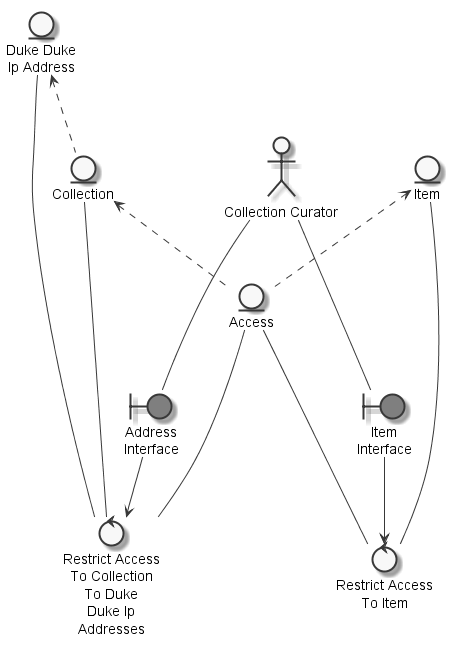 Duke Duke
Ip Address
Collection
Collection Curator
Item
Access
Address
Interface
Item
Interface
Restrict Access
To Collection
To Duke
Duke Ip
Addresses
Restrict Access
To Item